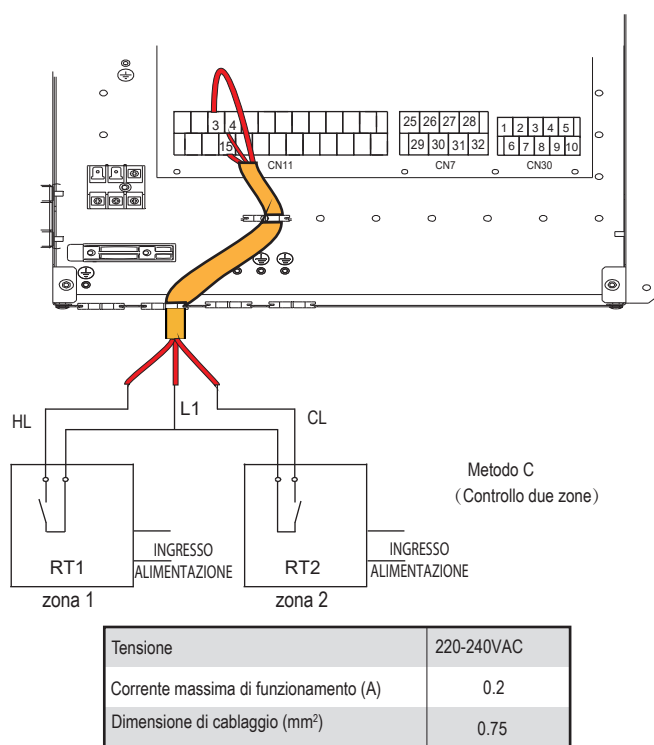 3 4
15
CN11
25 26 27 28
29 30 31 32
CN7
1 2 3 4 5
6 7 8 9 10
CN30
HL
L1
CL
Metodo C
(Controllo due zone)
RT1
INGRESSO
ALIMENTAZIONE
RT2
INGRESSO
ALIMENTAZIONE
zona 1
zona 2
Tensione 220-240VAC
Corrente massima di funzionamento (A) 0.2
Dimensione di cablaggio (mm²) 0.75